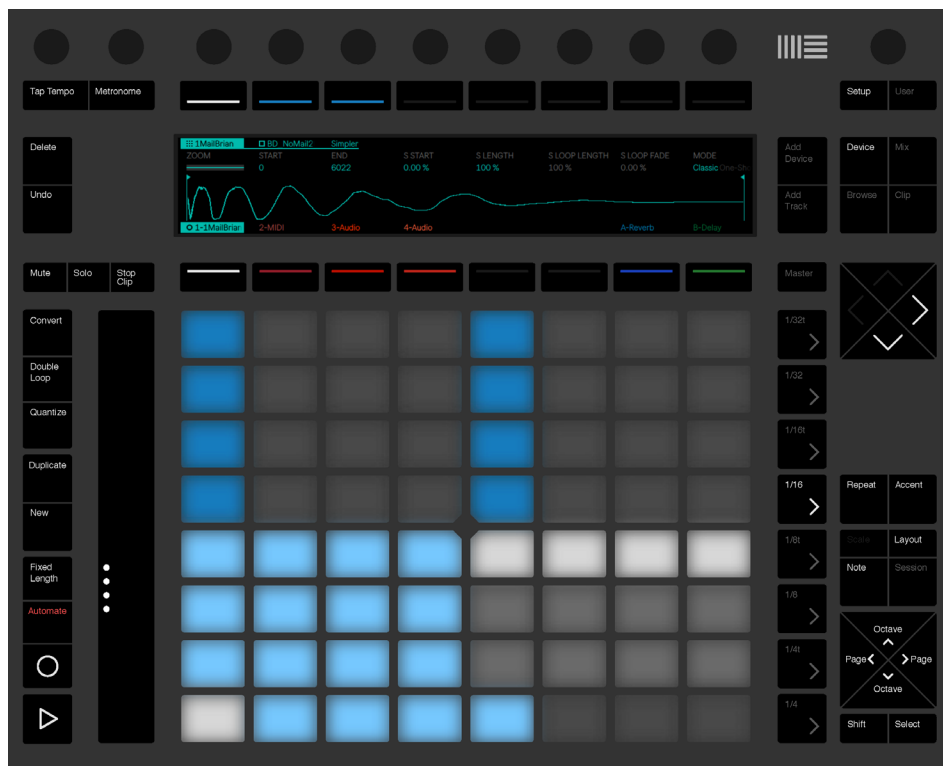 Tap Tempo
Metronome
Setup
User
Delete
1MailBrian
BD_NoMail2
Simpler
ZOOM
START
END
S START
S LENGTH
S LOOP LENGTH
S LOOP FADE
MODE
0
6022
0.00 %
100 %
100 %
0.00 %
Classic One-Sh
Add
Device
Device
Mix
Undo
1-1MailBriar
2-MIDI
3-Audio
4-Audio
A-Reverb
B-Delay
Add
Track
Browse
Clip
Mute
Solo
Stop
Clip
Master
Convert
1/32t
Double
Loop
1/32
Quantize
1/16t
Duplicate
1/16
Repeat
Accent
New
1/8t
Scale
Layout
Fixed
Length
Note
Session
Automate
1/8
Octave
1/4t
Page
Page
Octave
1/4
Shift
Select